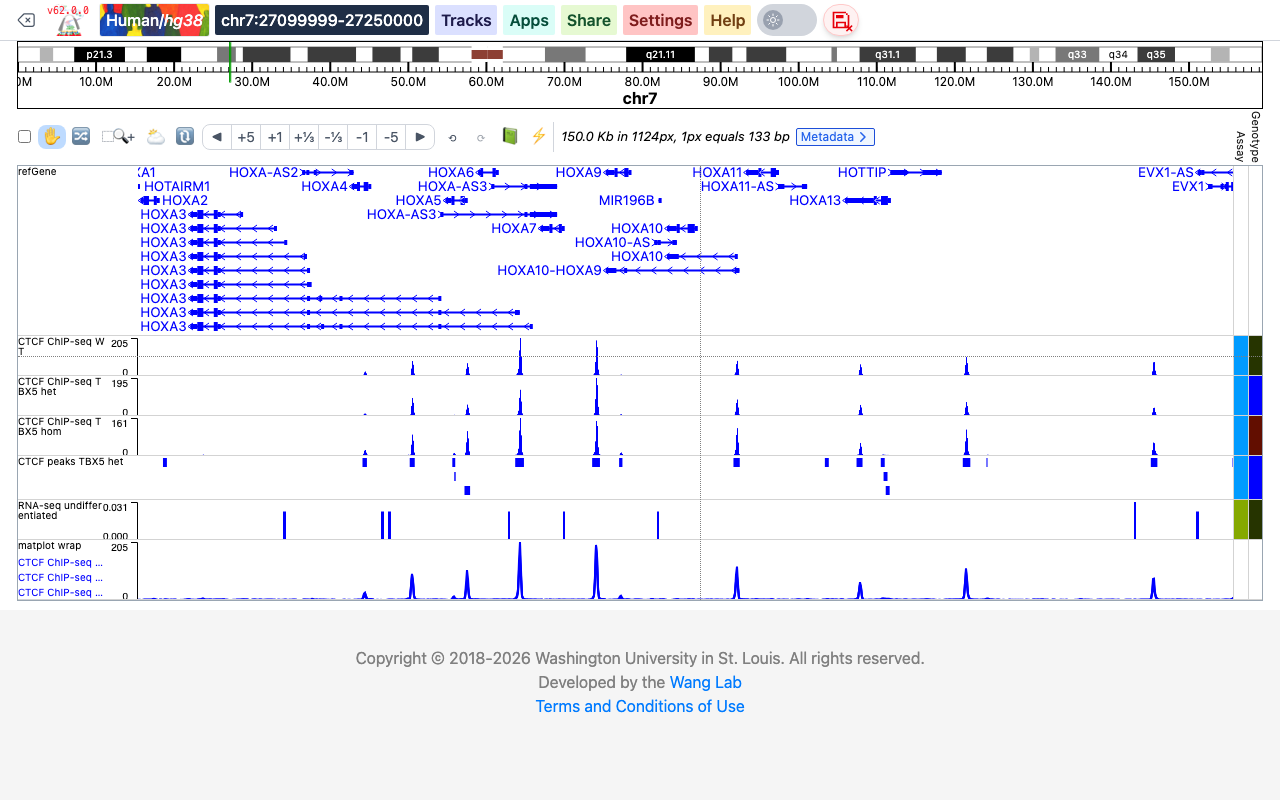 v62.0.0
Human/hg38 chr7:27099999-27250000 Tracks Apps Share Settings Help
p21.3 q21.11 q31.1 q33 q34 q35
0M 10.0M 20.0M 30.0M 40.0M 50.0M 60.0M 70.0M 80.0M 90.0M 100.0M 110.0M 120.0M 130.0M 140.0M 150.0M
chr7
◀ +5 +1 +⅓ -⅓ -1 -5 ▶ 150.0 Kb in 1124px, 1px equals 133 bp Metadata
Assay
Genotype
refGene
XA1 HOXA-AS2 HOXA6 HOXA9 HOXA11 HOTTIP EVX1-AS
HOTAIRM1 HOXA4 HOXA-AS3 HOXA11-AS EVX1
HOXA2 HOXA5 MIR196B HOXA13
HOXA3 HOXA-AS3
HOXA3 HOXA7 HOXA10
HOXA3 HOXA10-AS
HOXA3 HOXA10
HOXA3 HOXA10-HOXA9
HOXA3
HOXA3
HOXA3
HOXA3
CTCF ChIP-seq W
T
205
0
CTCF ChIP-seq T
BX5 het
195
0
CTCF ChIP-seq T
BX5 hom
161
0
CTCF peaks TBX5 het
RNA-seq undiffer
entiated
0.031
0.000
matplot wrap
205
CTCF ChIP-seq ...
CTCF ChIP-seq ...
CTCF ChIP-seq ...
0
Copyright © 2018-2026 Washington University in St. Louis. All rights reserved.
Developed by the Wang Lab
Terms and Conditions of Use